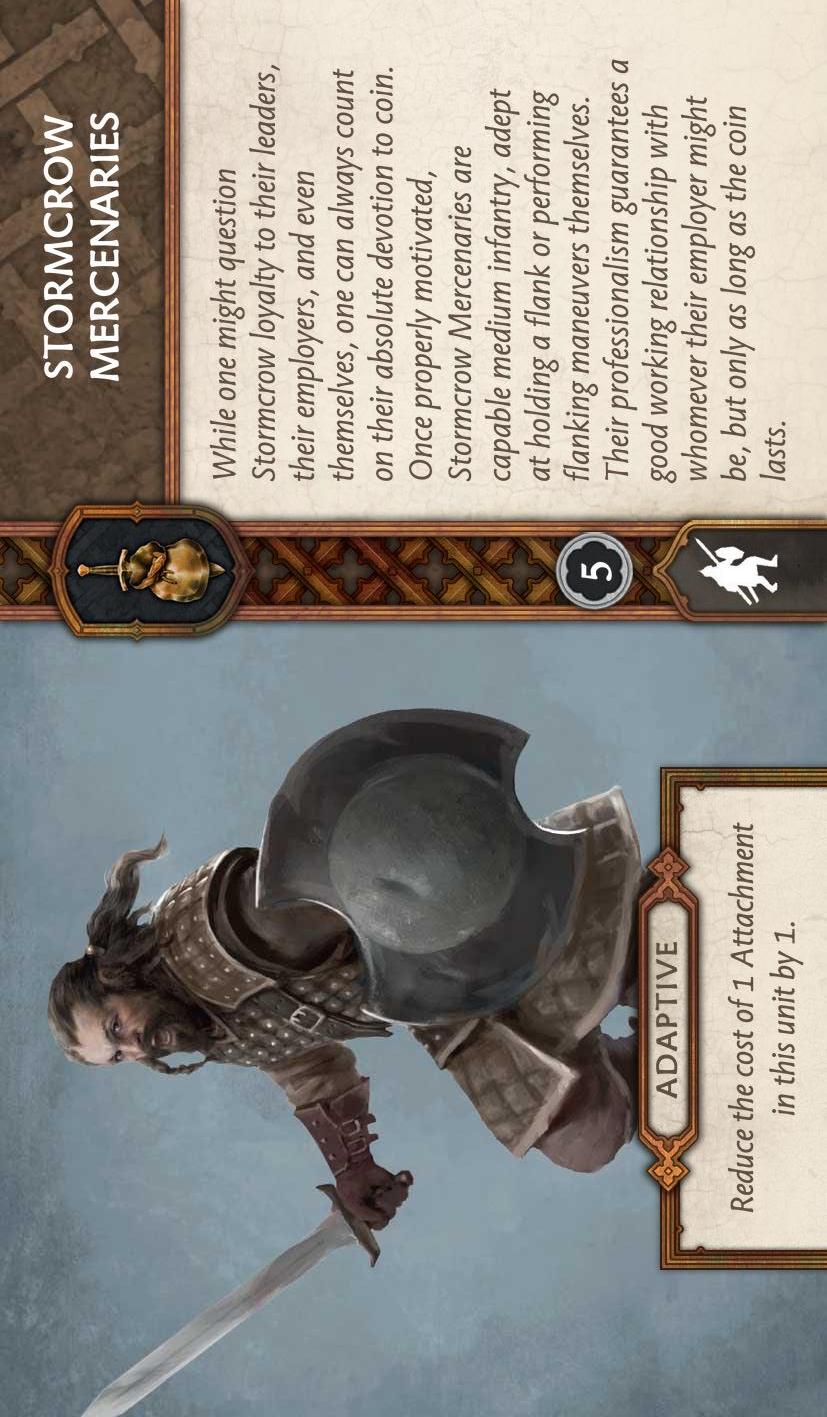 STORMCROW
MERCENARIES
While one might question
Stormcrow loyalty to their leaders,
their employers, and even
themselves, one can always count
on their absolute devotion to coin.
Once properly motivated,
Stormcrow Mercenaries are
capable medium infantry, adept
at holding a flank or performing
flanking maneuvers themselves.
Their professionalism guarantees a
good working relationship with
whomever their employer might
be, but only as long as the coin
lasts.
5
ADAPTIVE
Reduce the cost of 1 Attachment
in this unit by 1.